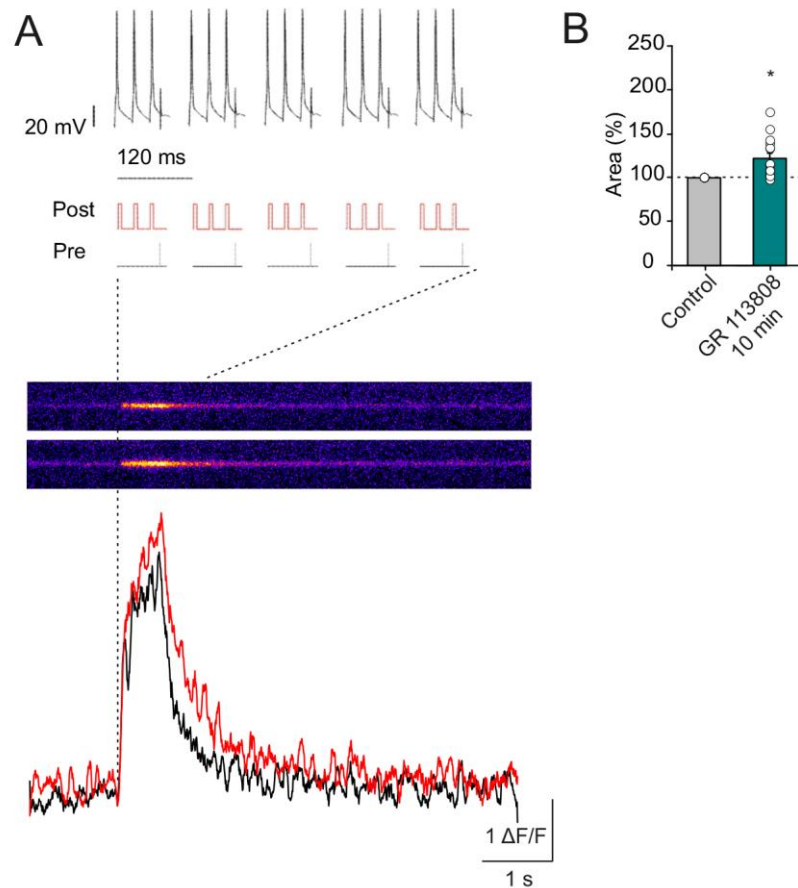 A
20 mV
120 ms
Post
Pre
1 ΔF/F
1 s
B
*
250
200
150
100
50
0
Area (%)
Control
GR 113808
10 min